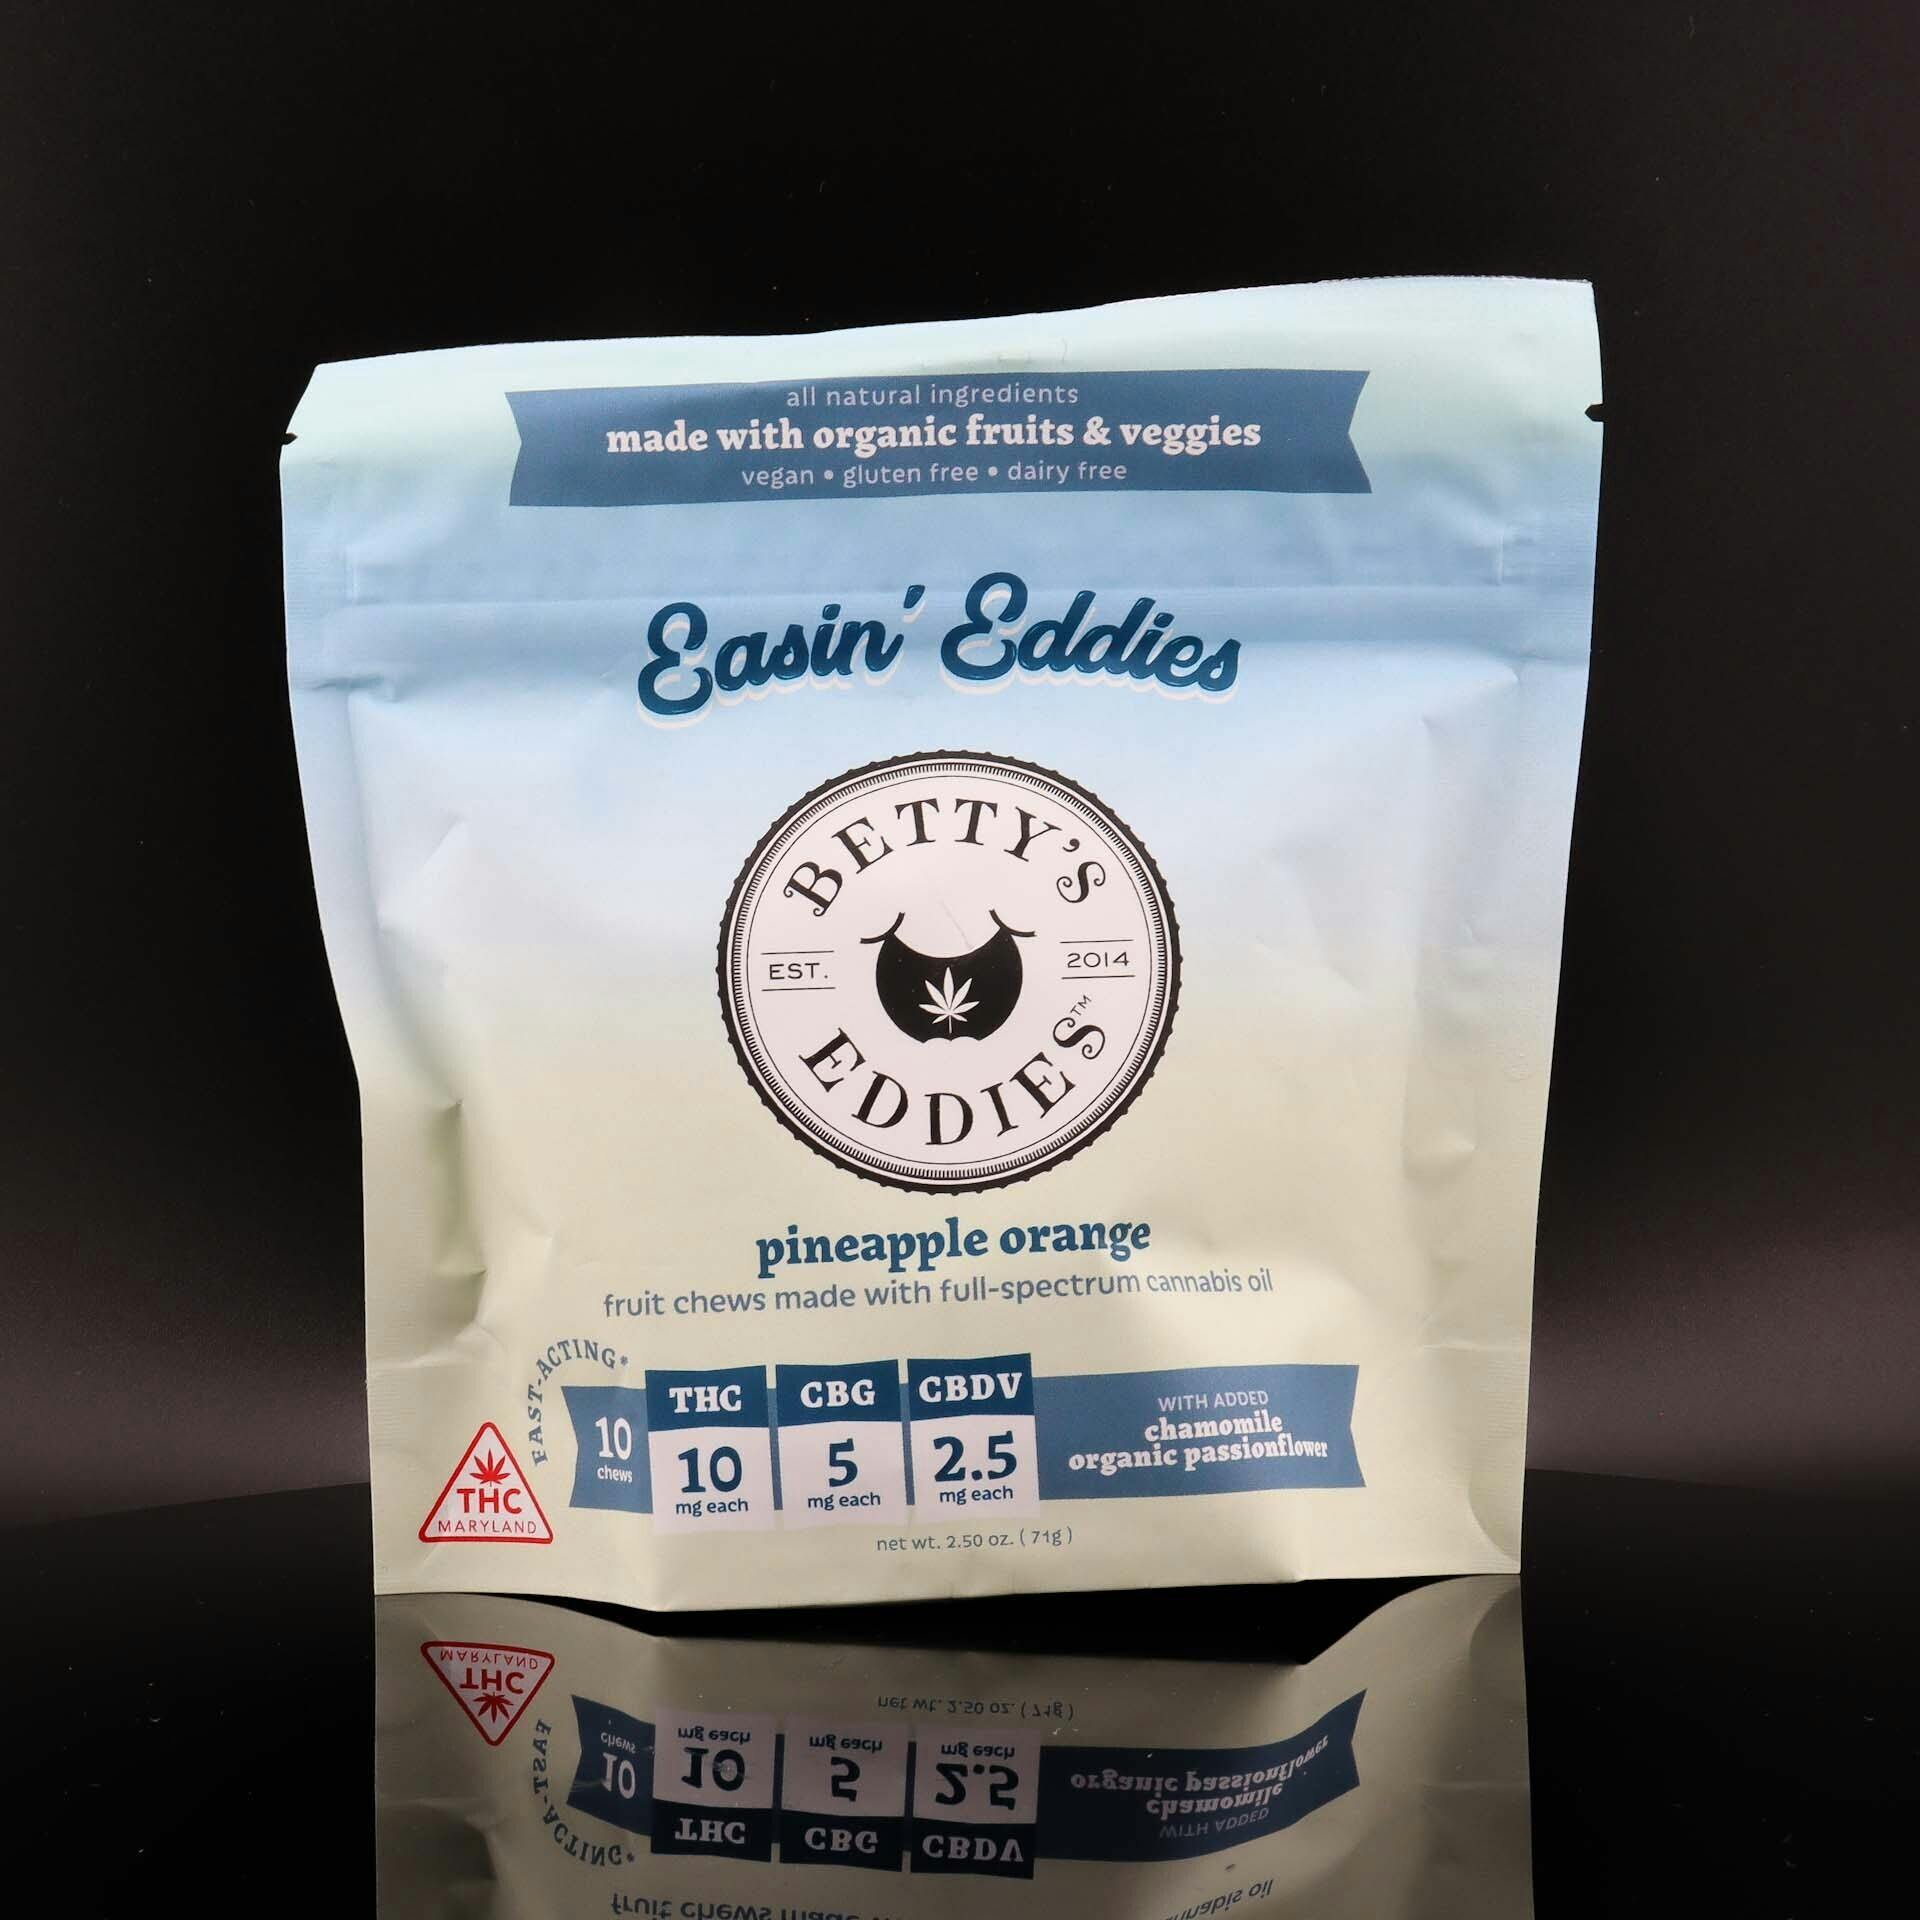 all natural ingredients
made with organic fruits & veggies
vegan • gluten free • dairy free
Easin' Eddies
BETTY'S
EST. 2014
EDDIES™
pineapple orange
fruit chews made with full-spectrum cannabis oil
FAST-ACTING*
10
chews
THC
10
mg each
CBG
5
mg each
CBDV
2.5
mg each
WITH ADDED
chamomile
organic passionflower
THC
MARYLAND
net wt. 2.50 oz. (71g)